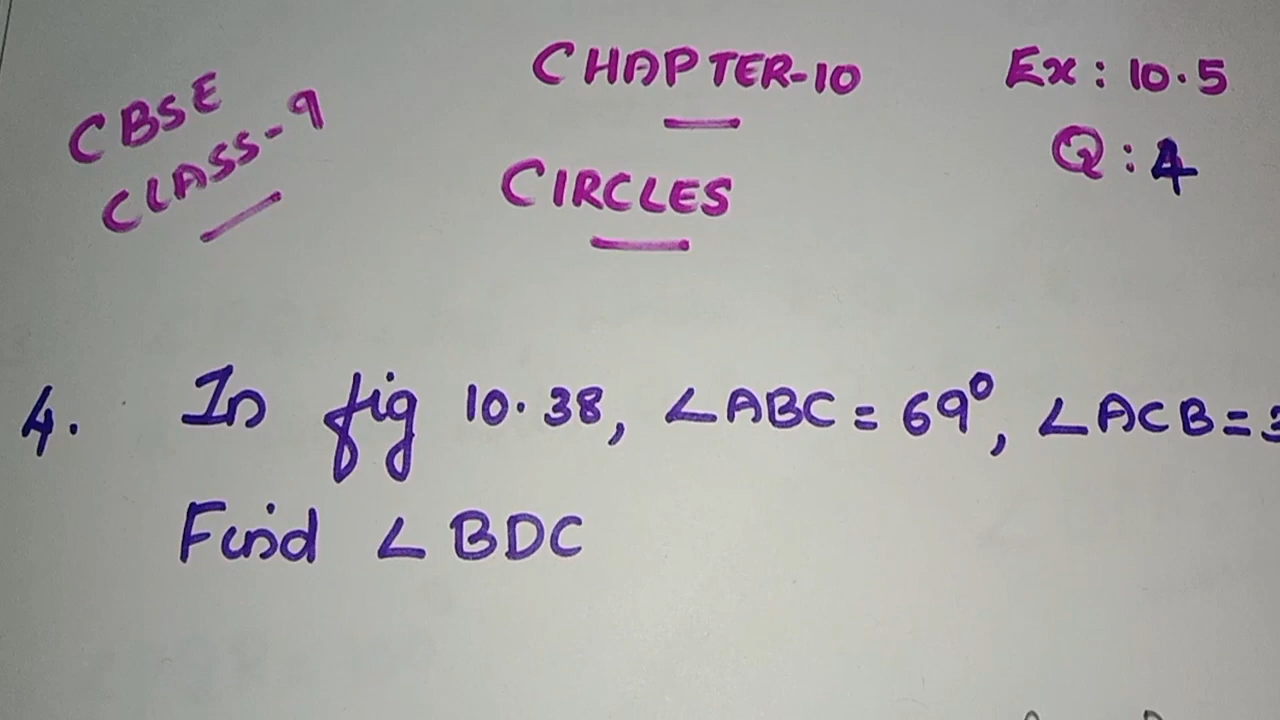 CBSE
CLASS-9
CHAPTER-10
CIRCLES
Ex: 10.5
Q: 4
4. In fig 10.38, ∠ABC = 69°, ∠ACB =
Find ∠BDC